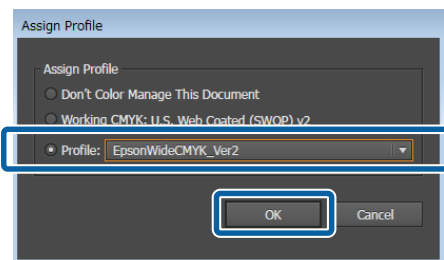 Assign Profile
Assign Profile
Don't Color Manage This Document
Working CMYK: U.S. Web Coated (SWOP) v2
Profile: EpsonWideCMYK_Ver2
OK Cancel